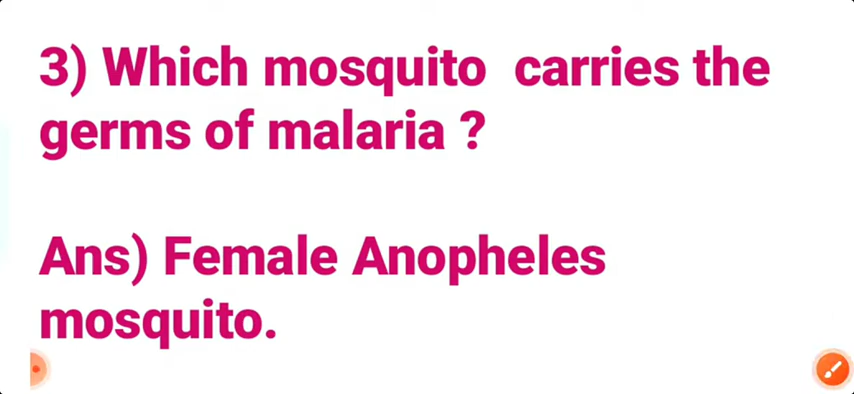 3) Which mosquito carries the
germs of malaria ?
Ans) Female Anopheles
mosquito.